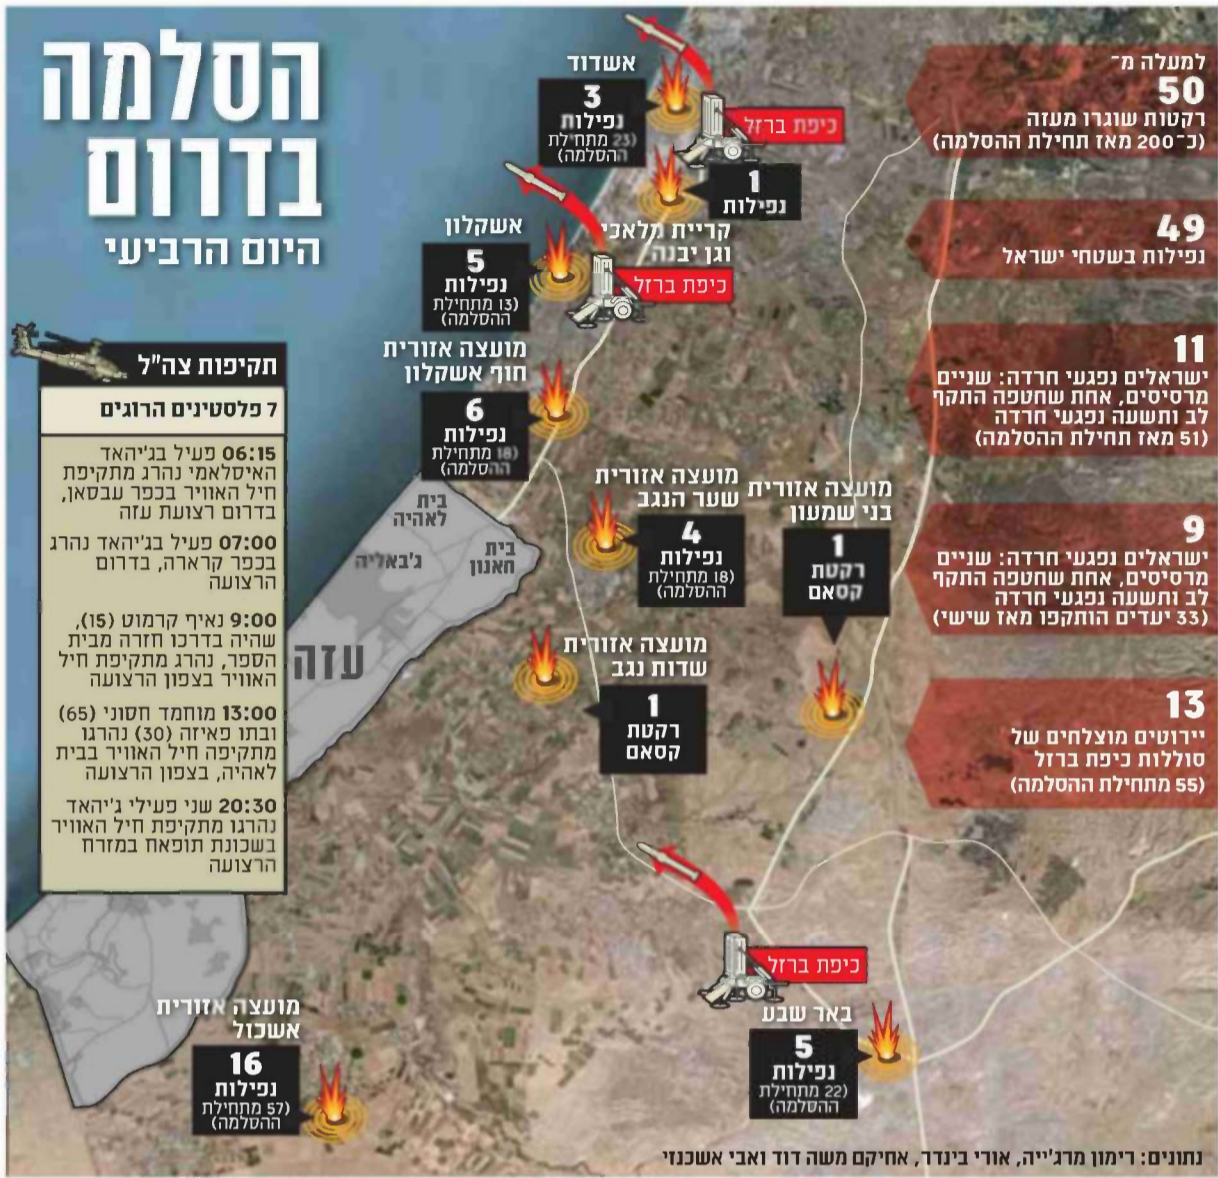 הסלמה
בדרום
היום הרביעי
למעלה מ־
50
רקטות שוגרו מעזה
(כ־200 מאז תחילת ההסלמה)
49
נפילות בשטחי ישראל
11
ישראלים נפגעי חרדה: שניים
מרסיסים, אחת שחטפה התקף
לב ותשעה נפגעי חרדה
(51 מאז תחילת ההסלמה)
9
ישראלים נפגעי חרדה: שניים
מרסיסים, אחת שחטפה התקף
לב ותשעה נפגעי חרדה
(33 יעדים הותקפו מאז שישי)
13
יירוטים מוצלחים של
סוללות כיפת ברזל
(55 מתחילת ההסלמה)
אשדוד
3
נפילות
(23 מתחילת
ההסלמה)
כיפת ברזל
1
נפילות
קריית מלאכי
וגן יבנה
אשקלון
5
נפילות
(13 מתחילת
ההסלמה)
כיפת ברזל
מועצה אזורית
חוף אשקלון
6
נפילות
(18 מתחילת
ההסלמה)
מועצה אזורית
שער הנגב
4
נפילות
(18 מתחילת
ההסלמה)
מועצה אזורית
בני שמעון
1
רקטת
קסאם
מועצה אזורית
שדות נגב
1
רקטת
קסאם
בית
לאהיה
ג'באליה
בית
חאנון
עזה
כיפת ברזל
באר שבע
5
נפילות
(22 מתחילת
ההסלמה)
מועצה אזורית
אשכול
16
נפילות
(57 מתחילת
ההסלמה)
תקיפות צה"ל
7 פלסטינים הרוגים
06:15 פעיל בג'יהאד
האיסלאמי נהרג מתקיפת
חיל האוויר בכפר עבסאן,
בדרום רצועת עזה
07:00 פעיל בג'יהאד נהרג
בכפר קרארה, בדרום
הרצועה
9:00 נאיף קרמוט (15),
שהיה בדרכו חזרה מבית
הספר, נהרג מתקיפת חיל
האוויר בצפון הרצועה
13:00 מוחמד חסוני (65)
ובתו פאיזה (30) נהרגו
מתקיפה חיל האוויר בבית
לאהיה, בצפון הרצועה
20:30 שני פעילי ג'יהאד
נהרגו מתקיפת חיל האוויר
בשכונת תופאח במזרח
הרצועה
נתונים: רימון מרג'ייה, אורי בינדר, אחיקם משה דוד ואבי אשכנזי